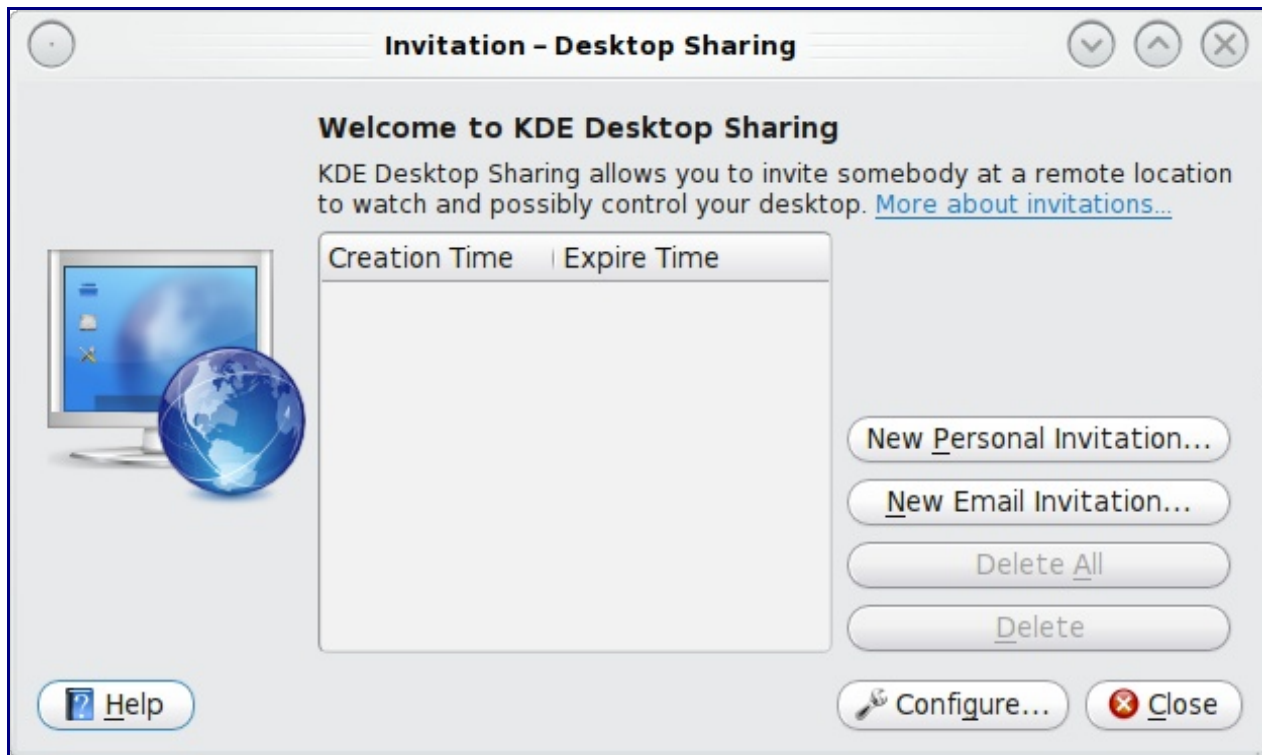 Invitation – Desktop Sharing
Welcome to KDE Desktop Sharing
KDE Desktop Sharing allows you to invite somebody at a remote location
to watch and possibly control your desktop. More about invitations...
Creation Time Expire Time
New Personal Invitation...
New Email Invitation...
Delete All
Delete
Help
Configure...
Close